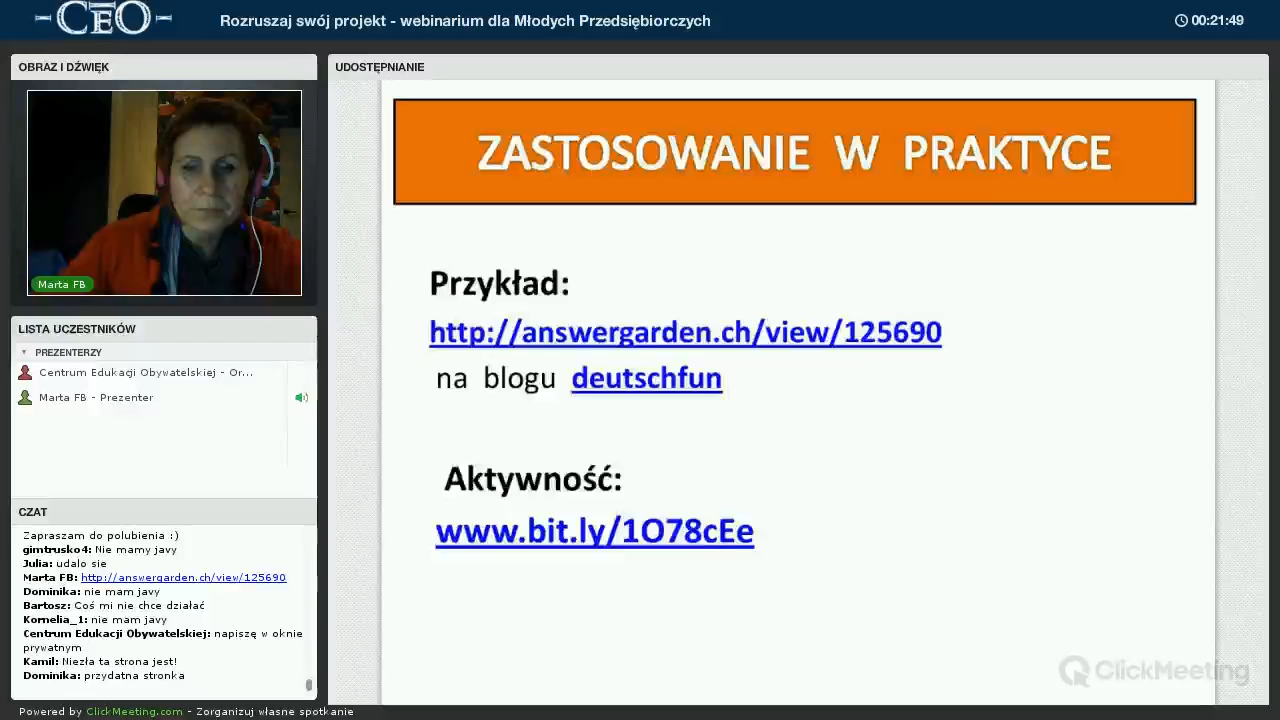 CEO
Rozruszaj swój projekt - webinarium dla Młodych Przedsiębiorczych
00:21:49
OBRAZ I DŹWIĘK
Marta FB
LISTA UCZESTNIKÓW
PREZENTERZY
Centrum Edukacji Obywatelskiej - Or...
Marta FB - Prezenter
CZAT
Zapraszam do polubienia :)
gimtrusko4: Nie mamy javy
Julia: udalo sie
Marta FB: http://answergarden.ch/view/125690
Dominika: nie mam javy
Bartosz: Coś mi nie chce działać
Kornelia_1: nie mam javy
Centrum Edukacji Obywatelskiej: napiszę w oknie
prywatnym
Kamil: Niezła ta strona jest!
Dominika: przydatna stronka
UDOSTĘPNIANIE
ZASTOSOWANIE W PRAKTYCE
Przykład:
http://answergarden.ch/view/125690
na blogu deutschfun
Aktywność:
www.bit.ly/1O78cEe
ClickMeeting
Powered by ClickMeeting.com - Zorganizuj własne spotkanie